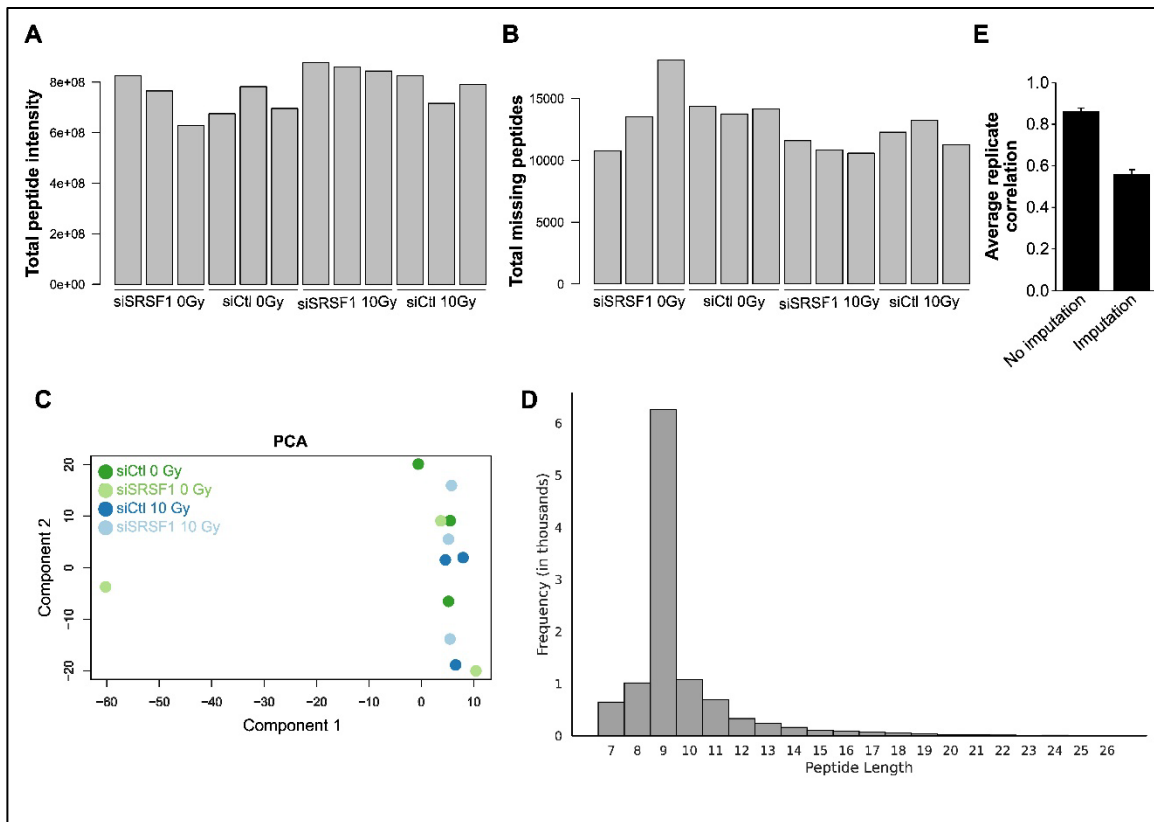 A
Total peptide intensity
8e+08
6e+08
4e+08
2e+08
0e+00
siSRSF1 0Gy
siCtl 0Gy
siSRSF1 10Gy
siCtl 10Gy
B
Total missing peptides
15000
10000
5000
0
siSRSF1 0Gy
siCtl 0Gy
siSRSF1 10Gy
siCtl 10Gy
E
Average replicate
correlation
1.0
0.8
0.6
0.4
0.2
0.0
No imputation
Imputation
C
PCA
siCtl 0 Gy
siSRSF1 0 Gy
siCtl 10 Gy
siSRSF1 10 Gy
Component 2
20
10
0
−10
−20
−60 −50 −40 −30 −20 −10 0 10
Component 1
D
Frequency (in thousands)
6
5
4
3
2
1
0
7 8 9 10 11 12 13 14 15 16 17 18 19 20 21 22 23 24 25 26
Peptide Length